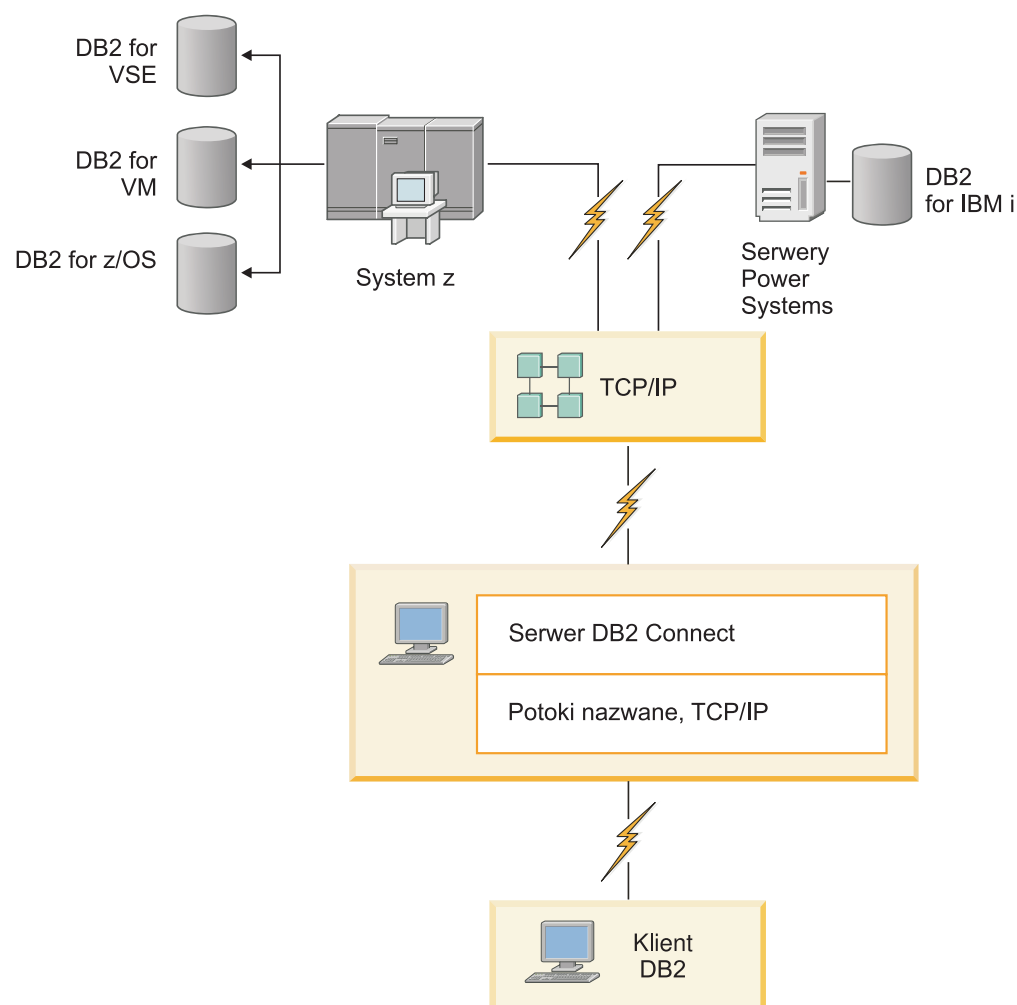 DB2 for
VSE
DB2 for
VM
DB2 for z/OS
System z
Serwery
Power
Systems
DB2
for IBM i
TCP/IP
Serwer DB2 Connect
Potoki nazwane, TCP/IP
Klient
DB2